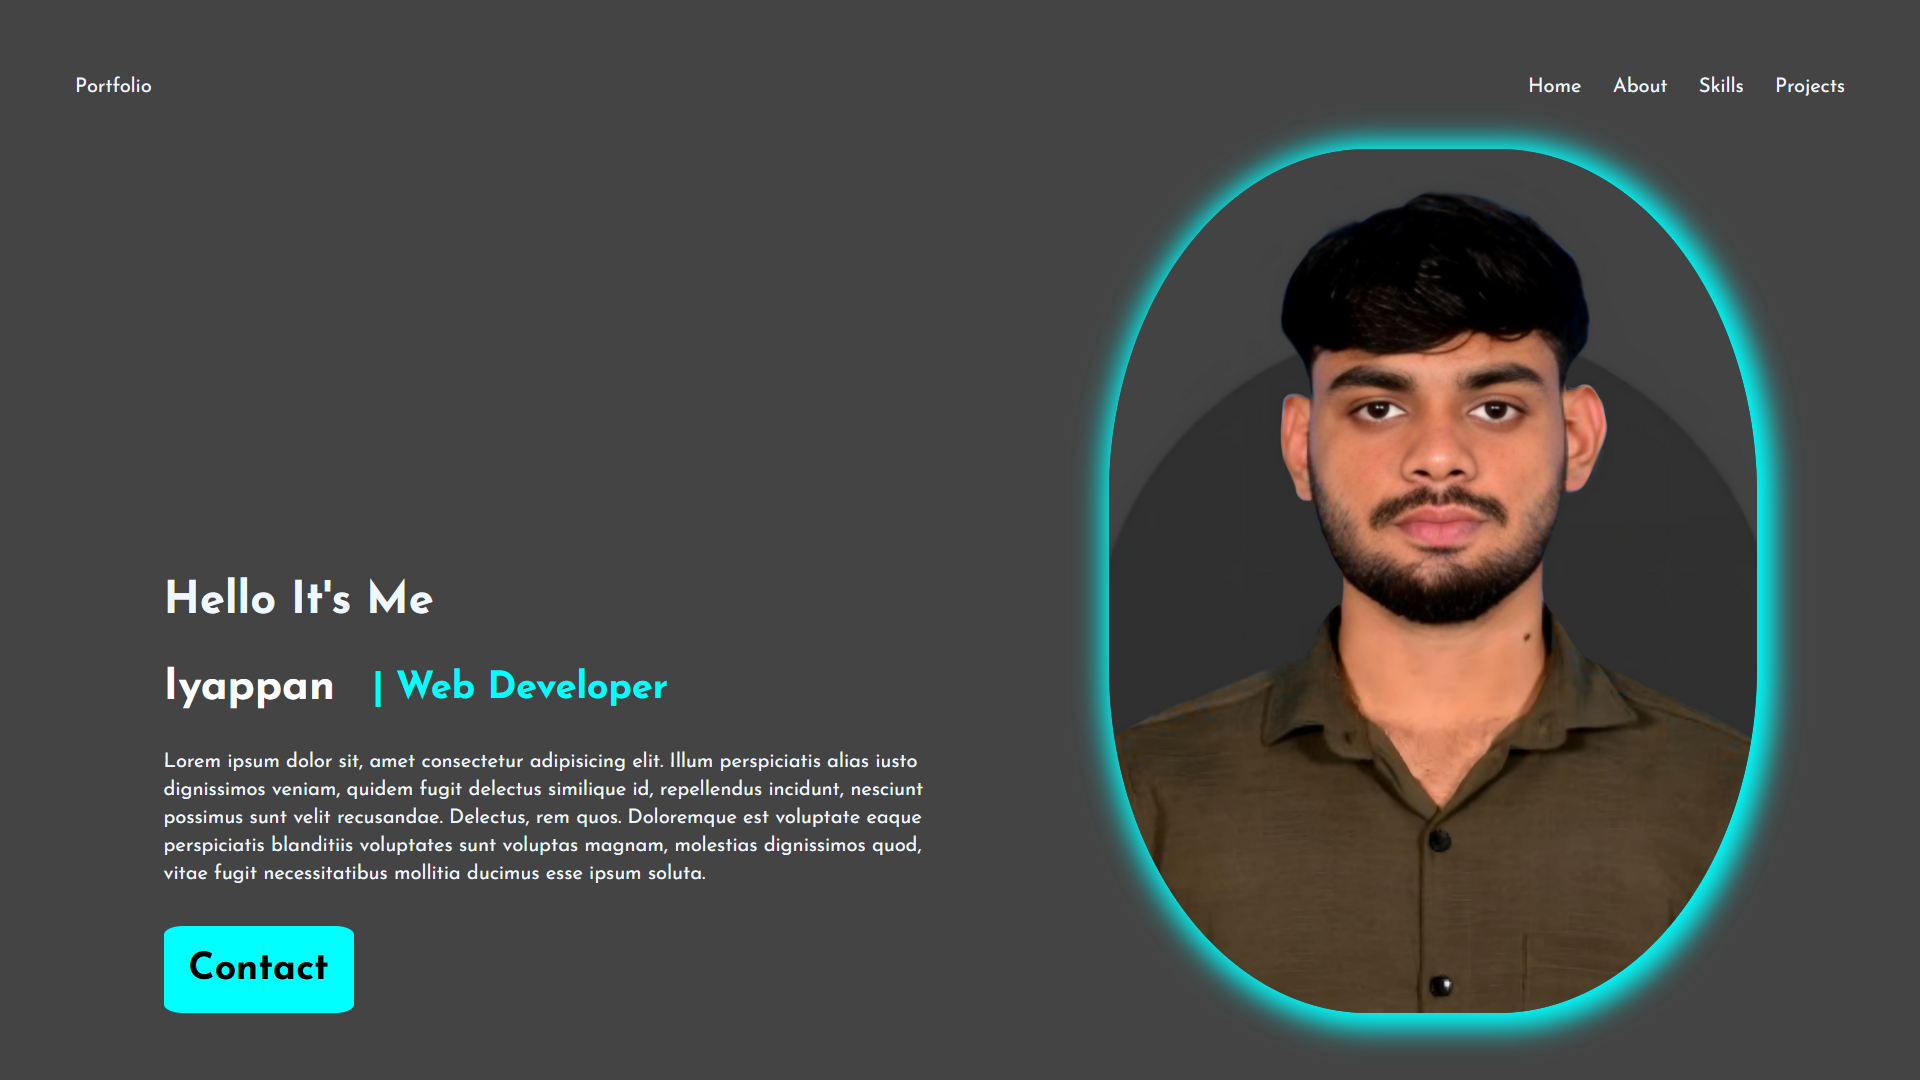 Portfolio
Home About Skills Projects
Hello It's Me
Iyappan | Web Developer
Lorem ipsum dolor sit, amet consectetur adipisicing elit. Illum perspiciatis alias iusto
dignissimos veniam, quidem fugit delectus similique id, repellendus incidunt, nesciunt
possimus sunt velit recusandae. Delectus, rem quos. Doloremque est voluptate eaque
perspiciatis blanditiis voluptates sunt voluptas magnam, molestias dignissimos quod,
vitae fugit necessitatibus mollitia ducimus esse ipsum soluta.
Contact